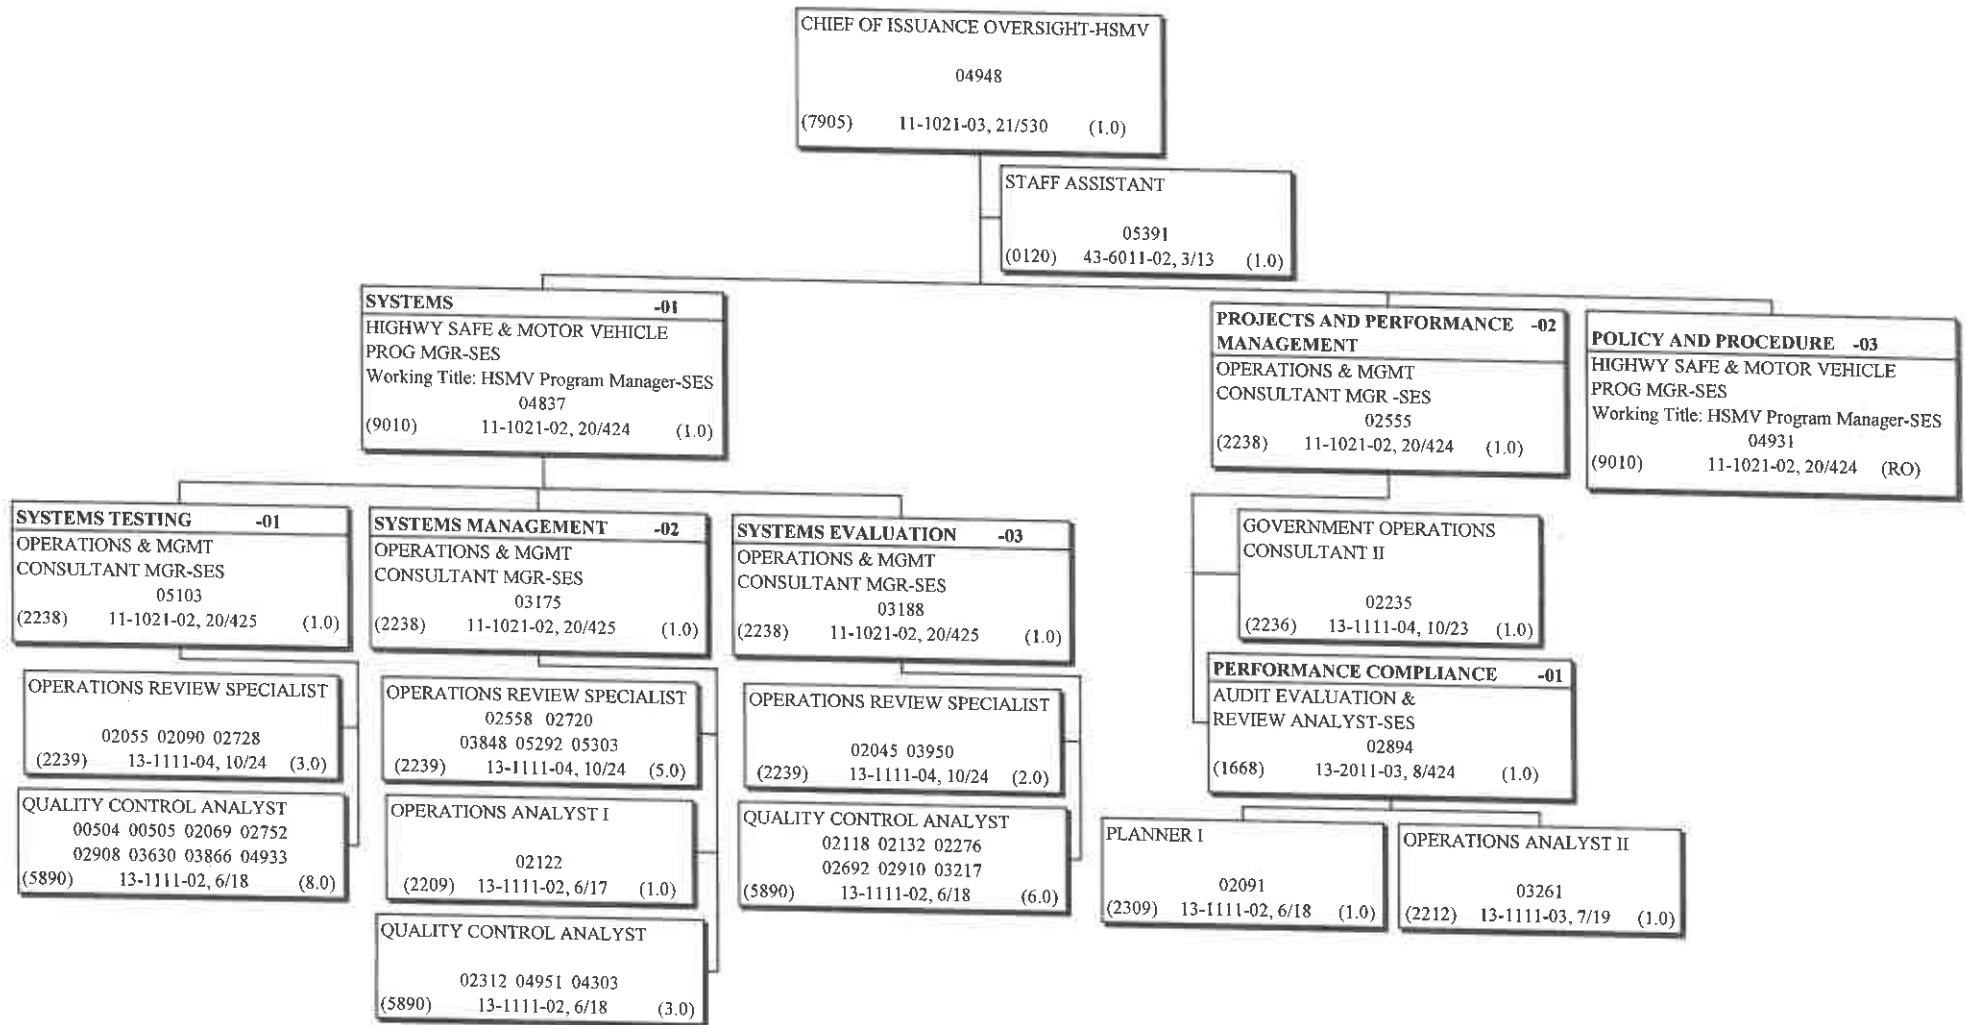 CHIEF OF ISSUANCE OVERSIGHT-HSMV
04948
(7905) 11-1021-03, 21/530 (1.0)
STAFF ASSISTANT
05391
(0120) 43-6011-02, 3/13 (1.0)
SYSTEMS -01
HIGHWY SAFE & MOTOR VEHICLE
PROG MGR-SES
Working Title: HSMV Program Manager-SES
04837
(9010) 11-1021-02, 20/424 (1.0)
PROJECTS AND PERFORMANCE -02
MANAGEMENT
OPERATIONS & MGMT
CONSULTANT MGR -SES
02555
(2238) 11-1021-02, 20/424 (1.0)
POLICY AND PROCEDURE -03
HIGHWY SAFE & MOTOR VEHICLE
PROG MGR-SES
Working Title: HSMV Program Manager-SES
04931
(9010) 11-1021-02, 20/424 (RO)
SYSTEMS TESTING -01
OPERATIONS & MGMT
CONSULTANT MGR-SES
05103
(2238) 11-1021-02, 20/425 (1.0)
SYSTEMS MANAGEMENT -02
OPERATIONS & MGMT
CONSULTANT MGR-SES
03175
(2238) 11-1021-02, 20/425 (1.0)
SYSTEMS EVALUATION -03
OPERATIONS & MGMT
CONSULTANT MGR-SES
03188
(2238) 11-1021-02, 20/425 (1.0)
GOVERNMENT OPERATIONS
CONSULTANT II
02235
(2236) 13-1111-04, 10/23 (1.0)
PERFORMANCE COMPLIANCE -01
AUDIT EVALUATION &
REVIEW ANALYST-SES
02894
(1668) 13-2011-03, 8/424 (1.0)
OPERATIONS REVIEW SPECIALIST
02055 02090 02728
(2239) 13-1111-04, 10/24 (3.0)
QUALITY CONTROL ANALYST
00504 00505 02069 02752
02908 03630 03866 04933
(5890) 13-1111-02, 6/18 (8.0)
OPERATIONS REVIEW SPECIALIST
02558 02720
03848 05292 05303
(2239) 13-1111-04, 10/24 (5.0)
OPERATIONS ANALYST I
02122
(2209) 13-1111-02, 6/17 (1.0)
QUALITY CONTROL ANALYST
02312 04951 04303
(5890) 13-1111-02, 6/18 (3.0)
OPERATIONS REVIEW SPECIALIST
02045 03950
(2239) 13-1111-04, 10/24 (2.0)
QUALITY CONTROL ANALYST
02118 02132 02276
02692 02910 03217
(5890) 13-1111-02, 6/18 (6.0)
PLANNER I
02091
(2309) 13-1111-02, 6/18 (1.0)
OPERATIONS ANALYST II
03261
(2212) 13-1111-03, 7/19 (1.0)